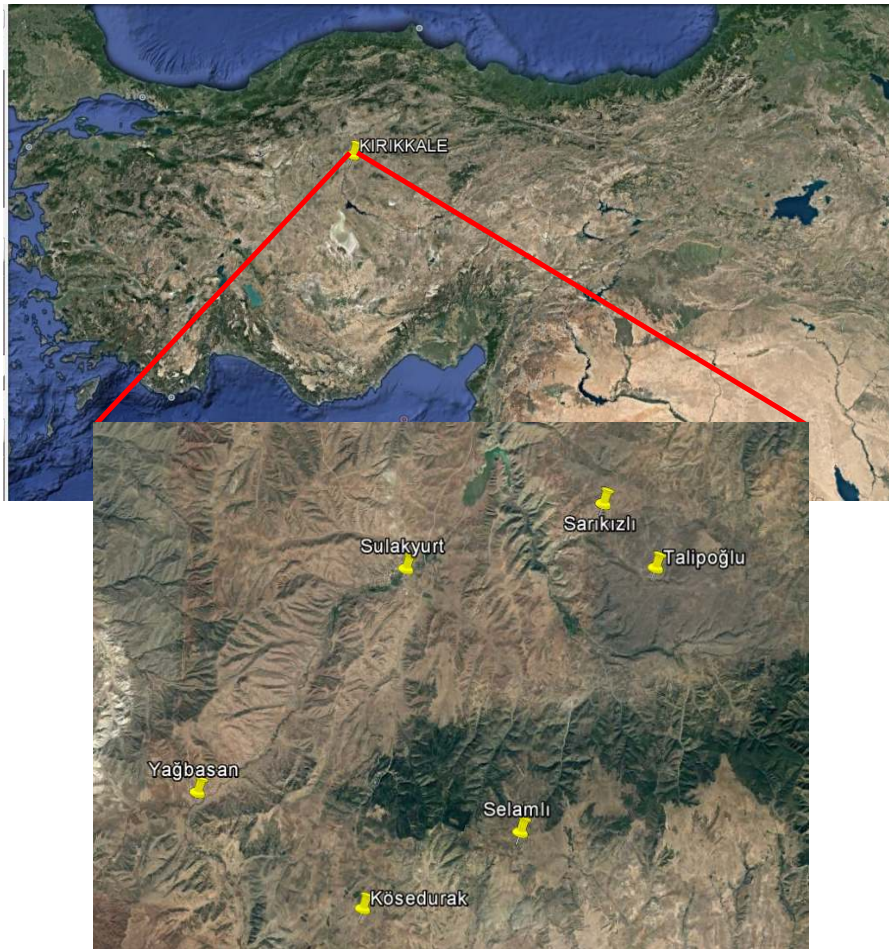 KIRIKKALE
Sarıkızlı
Sulakyurt
Talipoğlu
Yağbasan
Selamlı
Kösedurak